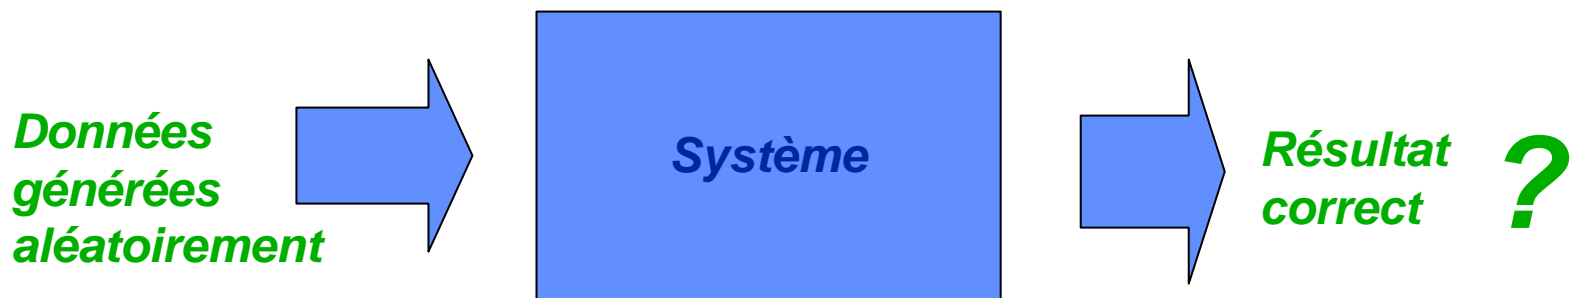 Données
générées
aléatoirement
Système
Résultat
correct
?